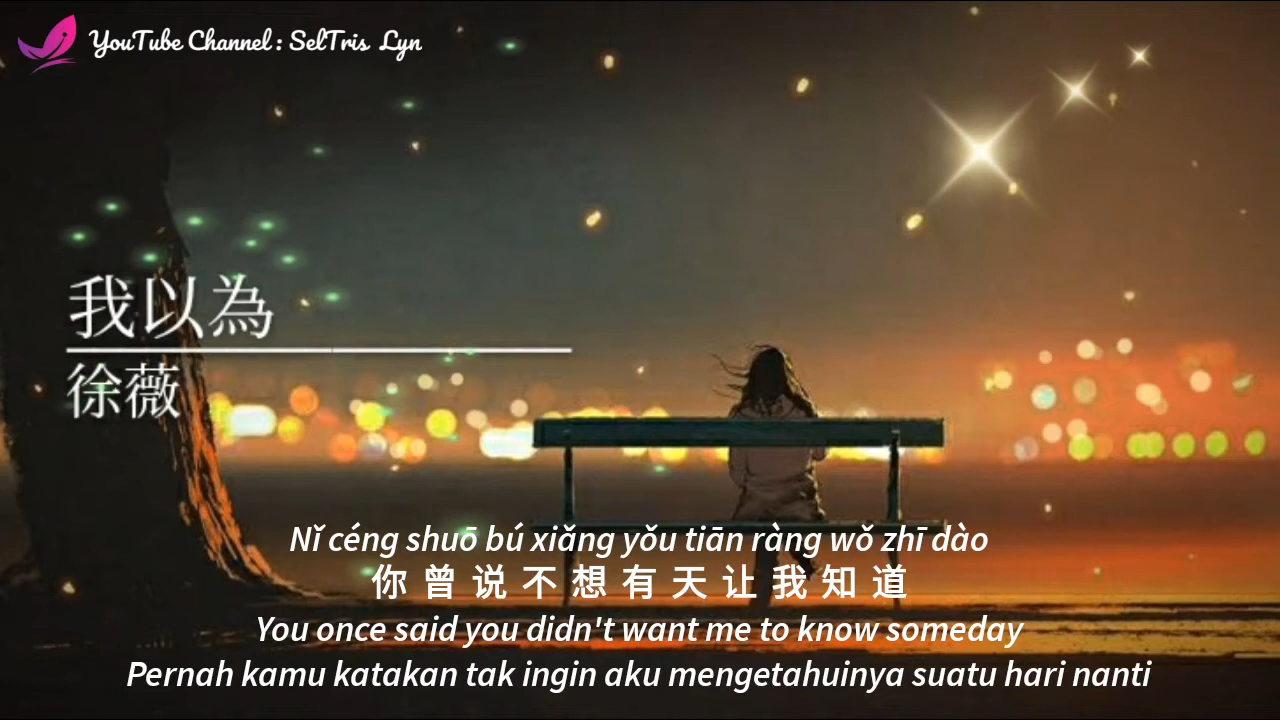 YouTube Channel : SelTris Lyn
我以為
徐薇
Nǐ céng shuō bú xiǎng yǒu tiān ràng wǒ zhī dào
你曾说不想有天让我知道
You once said you didn't want me to know someday
Pernah kamu katakan tak ingin aku mengetahuinya suatu hari nanti